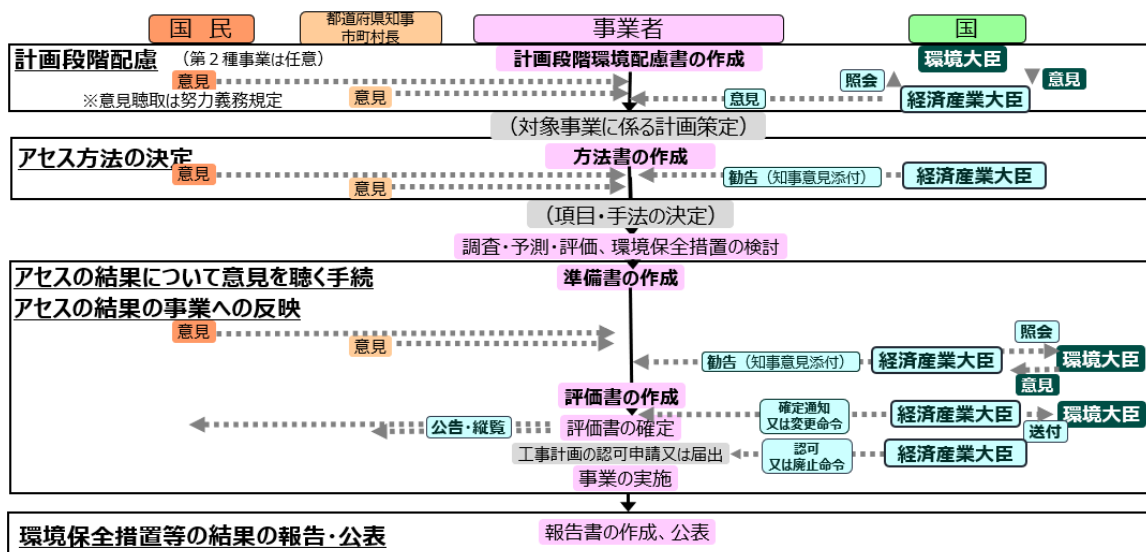 国 民
都道府県知事
市町村長
事業者
国
計画段階配慮
（第２種事業は任意）
計画段階環境配慮書の作成
環境大臣
意見
照会
意見
※意見聴取は努力義務規定
意見
意見
経済産業大臣
（対象事業に係る計画策定）
アセス方法の決定
方法書の作成
意見
勧告（知事意見添付）
経済産業大臣
意見
（項目・手法の決定）
調査・予測・評価、環境保全措置の検討
アセスの結果について意見を聴く手続
準備書の作成
アセスの結果の事業への反映
意見
照会
意見
勧告（知事意見添付）
経済産業大臣
環境大臣
意見
評価書の作成
確定通知
又は変更命令
経済産業大臣
環境大臣
公告・縦覧
評価書の確定
送付
工事計画の認可申請又は届出
認可
又は廃止命令
経済産業大臣
事業の実施
環境保全措置等の結果の報告・公表
報告書の作成、公表